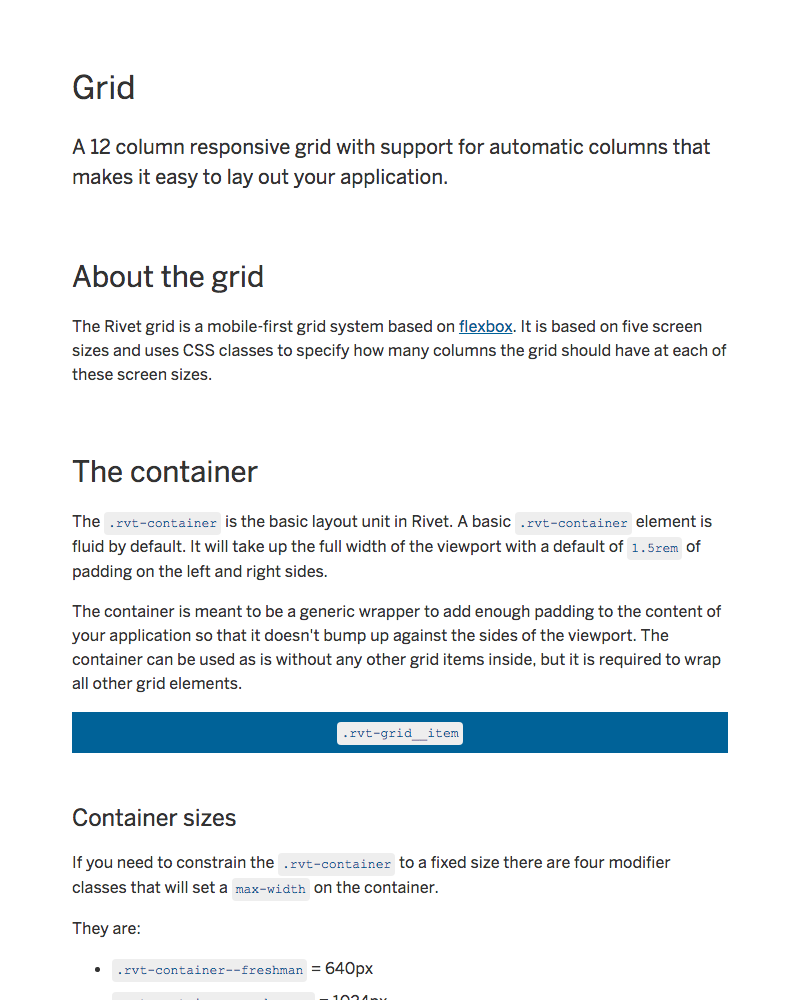 Grid
A 12 column responsive grid with support for automatic columns that
makes it easy to lay out your application.
About the grid
The Rivet grid is a mobile-first grid system based on flexbox. It is based on five screen
sizes and uses CSS classes to specify how many columns the grid should have at each of
these screen sizes.
The container
The .rvt-container is the basic layout unit in Rivet. A basic .rvt-container element is
fluid by default. It will take up the full width of the viewport with a default of 1.5rem of
padding on the left and right sides.
The container is meant to be a generic wrapper to add enough padding to the content of
your application so that it doesn't bump up against the sides of the viewport. The
container can be used as is without any other grid items inside, but it is required to wrap
all other grid elements.
.rvt-grid__item
Container sizes
If you need to constrain the .rvt-container to a fixed size there are four modifier
classes that will set a max-width on the container.
They are:
• .rvt-container--freshman = 640px
= 1024px